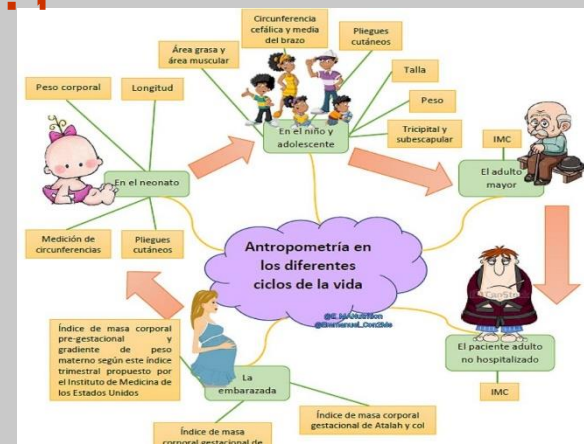 Circunferencia
cefálica y media
del brazo
Pliegues
cutáneos
Área grasa y
área muscular
Talla
Peso corporal
Longitud
Peso
En el niño y
adolescente
Tricipital y
subescapular
IMC
El adulto
mayor
En el neonato
Medición de
circunferencias
Pliegues
cutáneos
Antropometría en
los diferentes
ciclos de la vida
Índice de masa corporal
pre-gestacional y
gradiente de peso
materno según este índice
trimestral propuesto por
el Instituto de Medicina de
los Estados Unidos
El paciente adulto
no hospitalizado
La
embarazada
IMC
Índice de masa corporal
gestacional de Atalah y col
Índice de masa
corporal gestacional de